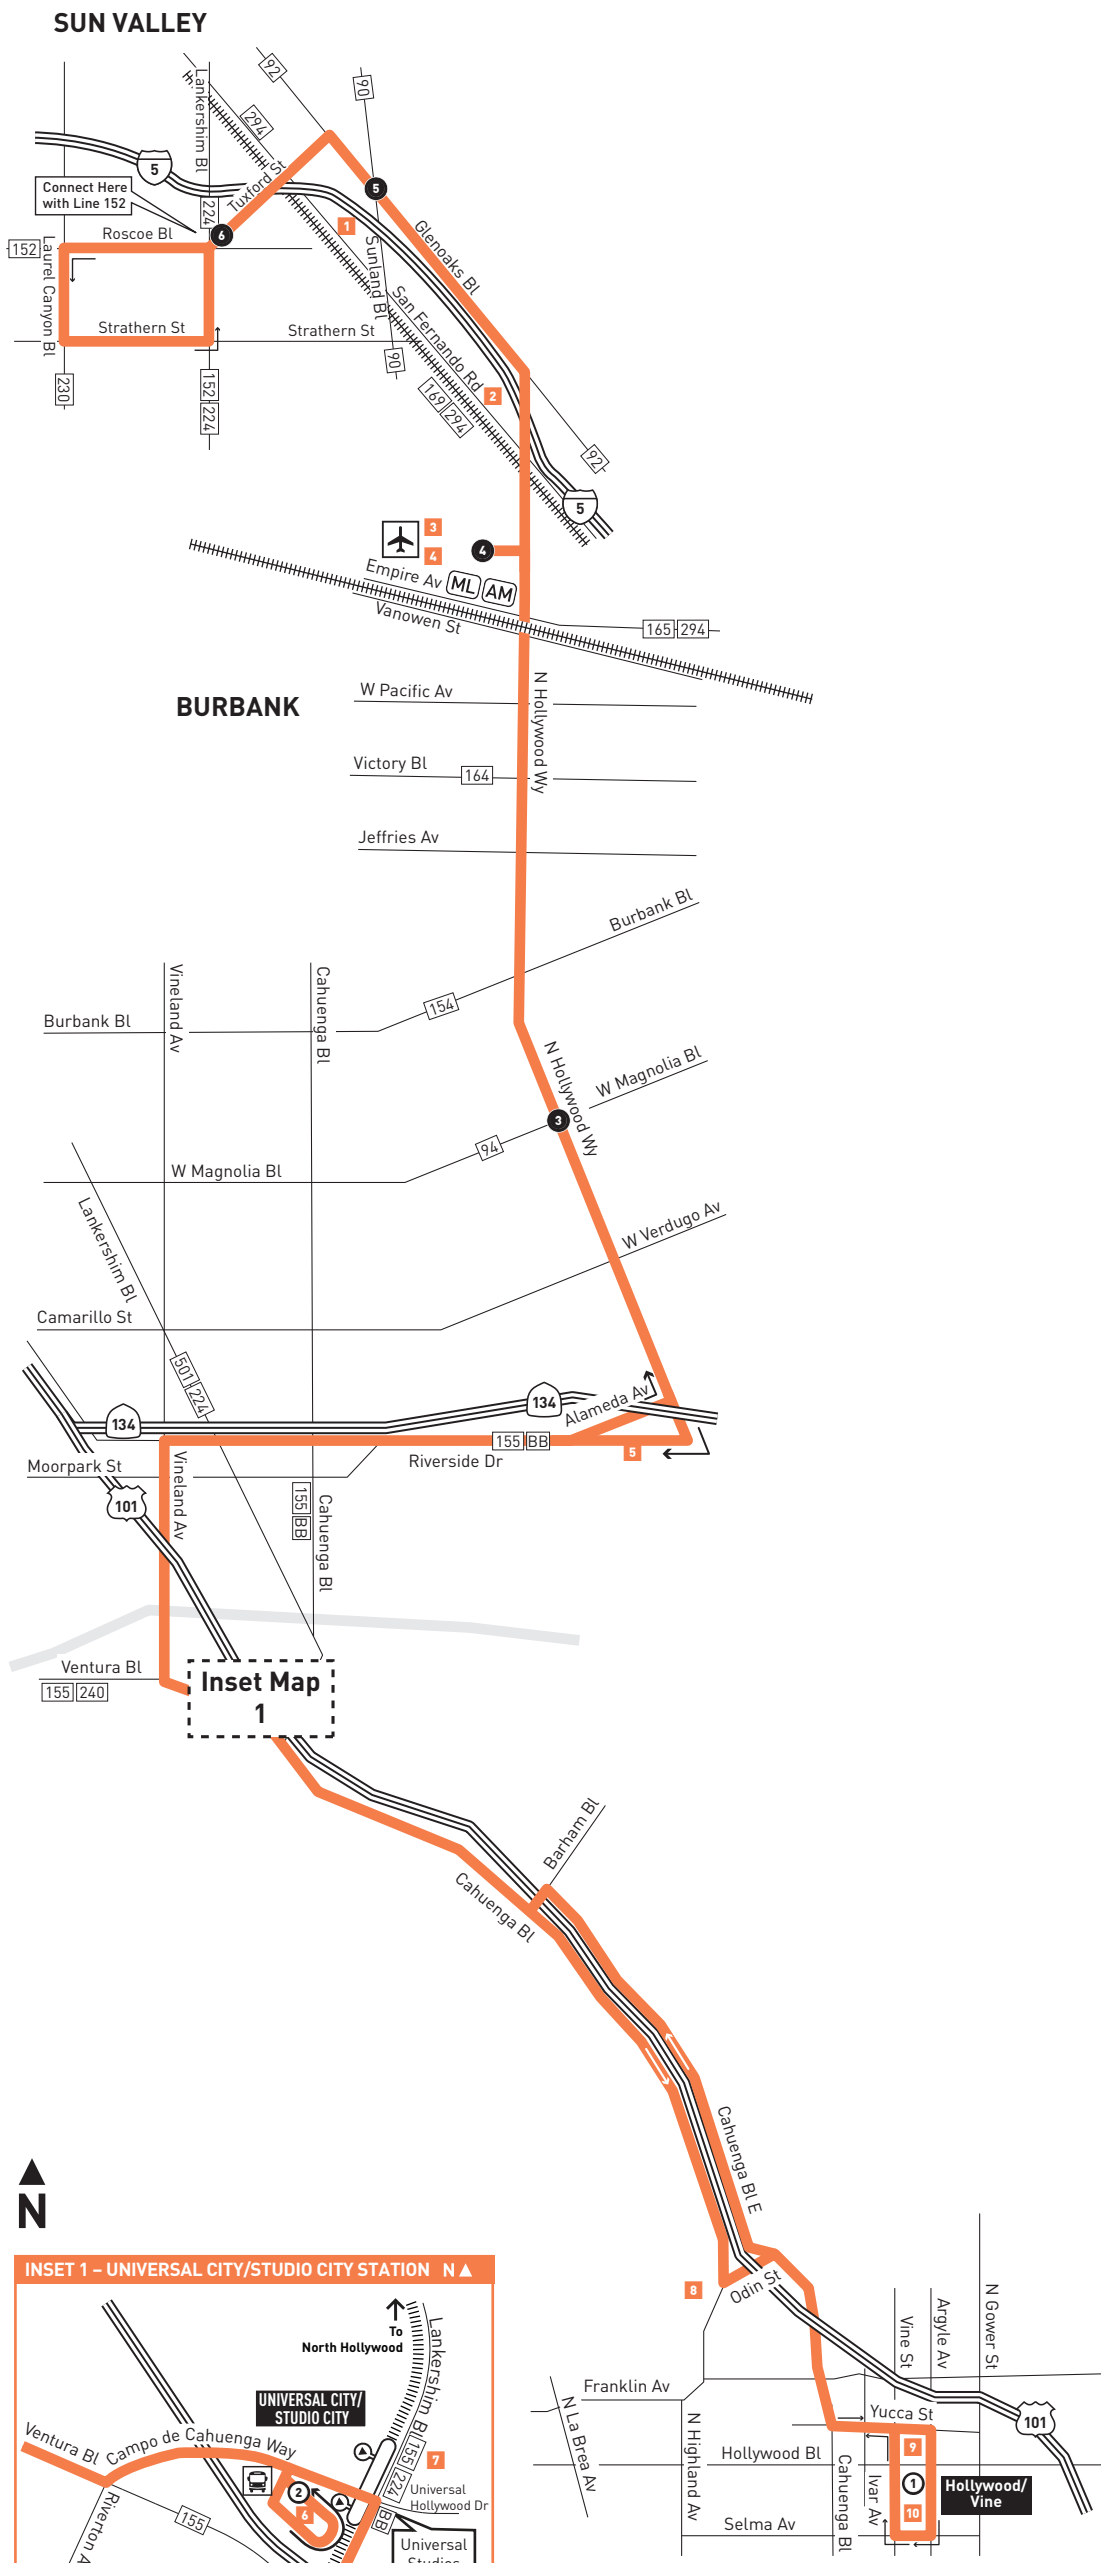 SUN VALLEY
92
90
Lankershim Bl
294
5
Tuxford St
Connect Here
with Line 152
5
224
Glenoaks Bl
1
6
Roscoe Bl
152
Laurel Canyon Bl
Sunland Bl
San Fernando Rd
Strathern St
Strathern St
90
230
152
224
2
169
294
92
5
3
4
4
Empire Av
ML
AM
Vanowen St
165
294
BURBANK
W Pacific Av
N Hollywood Wy
Victory Bl
164
Jeffries Av
Burbank Bl
154
Burbank Bl
Vineland Av
Cahuenga Bl
N Hollywood Wy
W Magnolia Bl
3
94
W Magnolia Bl
Lankershim Bl
W Verdugo Av
Camarillo St
501
224
134
134
Alameda Av
155
BB
5
Riverside Dr
Moorpark St
101
Vineland Av
155
BB
Cahuenga Bl
Ventura Bl
155
240
Inset Map
1
Barham Bl
Cahuenga Bl
Cahuenga Bl E
N
8
Odin St
INSET 1 – UNIVERSAL CITY/STUDIO CITY STATION N
To
North Hollywood
Lankershim Bl
UNIVERSAL CITY/
STUDIO CITY
Ventura Bl
Campo de Cahuenga Way
155
224
7
2
6
Universal
Hollywood Dr
BB
Riverton A
155
Universal
Vine St
Argyle Av
N Gower St
Franklin Av
N La Brea Av
N Highland Av
Yucca St
101
9
Hollywood Bl
1
Hollywood/
Vine
10
Cahuenga Bl
Ivar Av
Selma Av